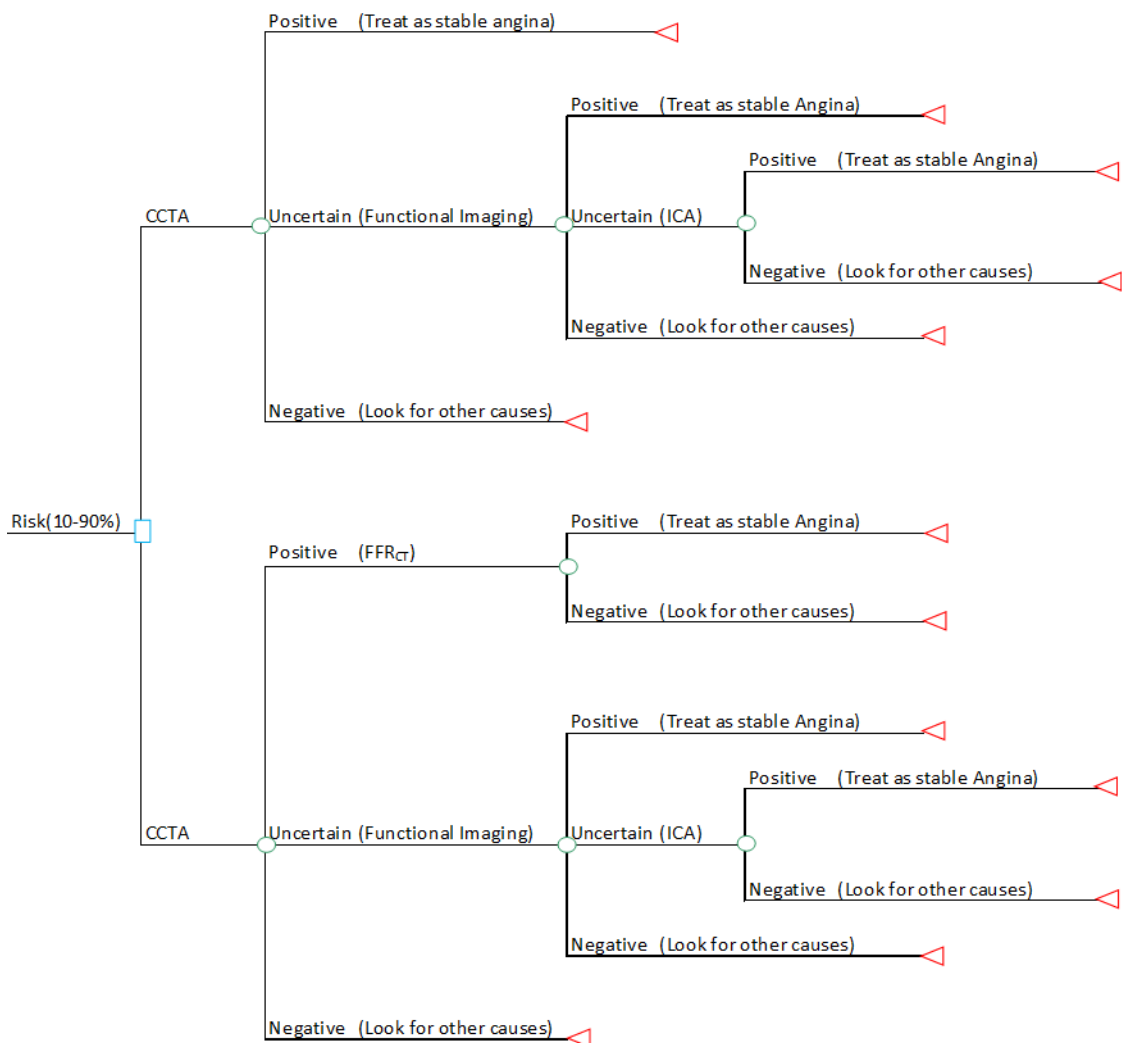 Positive (Treat as stable angina)
Positive (Treat as stable Angina)
Positive (Treat as stable Angina)
CCTA
Uncertain (Functional Imaging)
Uncertain (ICA)
Negative (Look for other causes)
Negative (Look for other causes)
Negative (Look for other causes)
Risk(10-90%)
Positive (Treat as stable Angina)
Positive (FFRCT)
Negative (Look for other causes)
Positive (Treat as stable Angina)
Positive (Treat as stable Angina)
CCTA
Uncertain (Functional Imaging)
Uncertain (ICA)
Negative (Look for other causes)
Negative (Look for other causes)
Negative (Look for other causes)